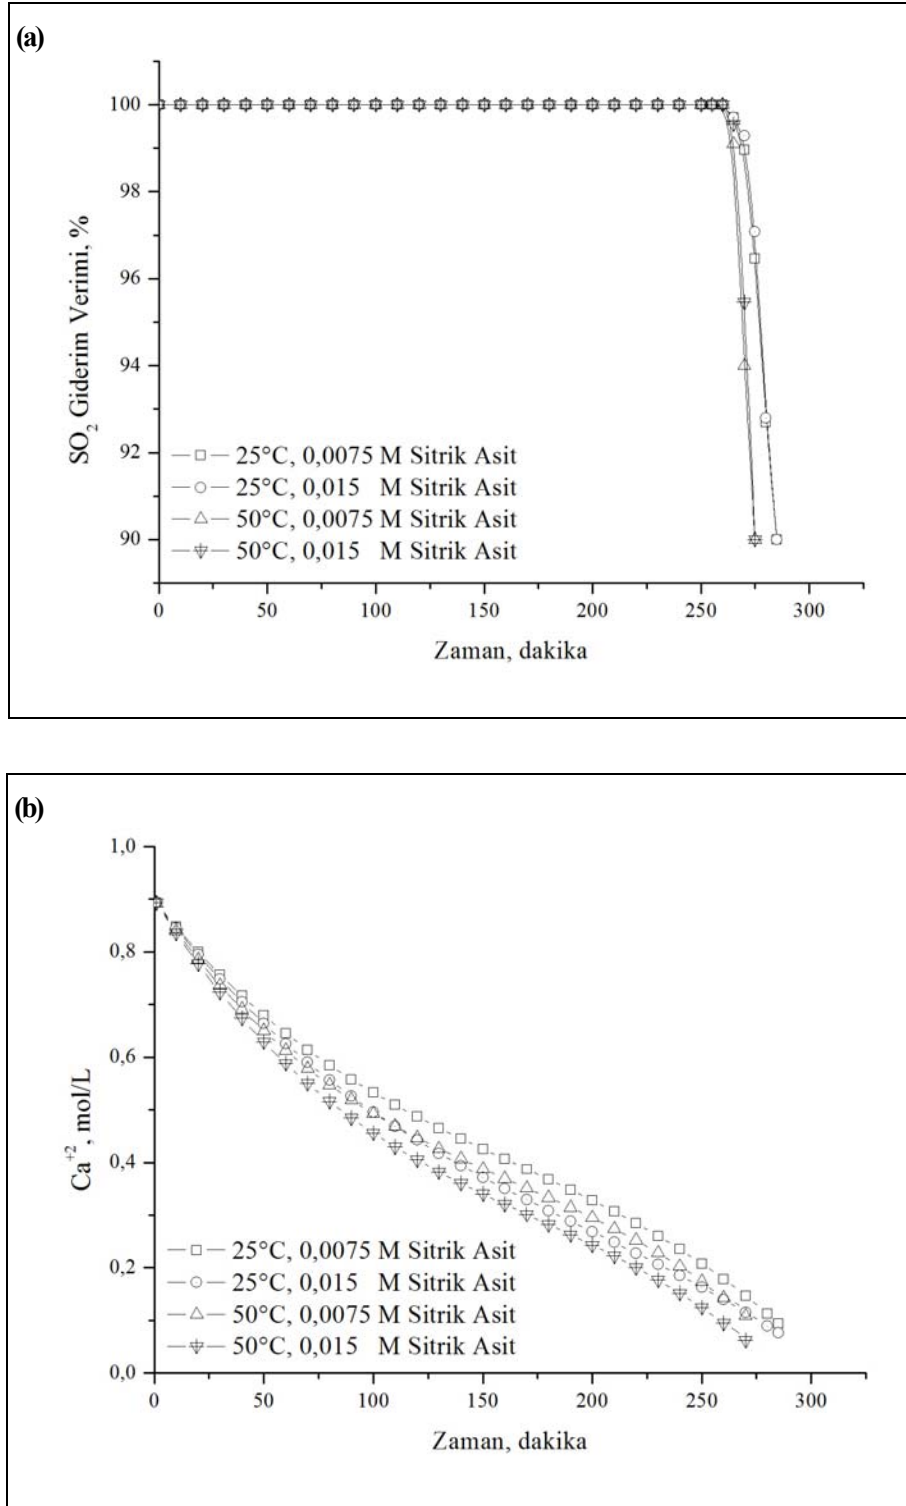 (a)
100
98
96
94
92
90
SO₂ Giderim Verimi, %
25°C, 0,0075 M Sitrik Asit
25°C, 0,015 M Sitrik Asit
50°C, 0,0075 M Sitrik Asit
50°C, 0,015 M Sitrik Asit
0 50 100 150 200 250 300
Zaman, dakika
(b)
1,0
0,8
0,6
0,4
0,2
0,0
Ca⁺², mol/L
25°C, 0,0075 M Sitrik Asit
25°C, 0,015 M Sitrik Asit
50°C, 0,0075 M Sitrik Asit
50°C, 0,015 M Sitrik Asit
0 50 100 150 200 250 300
Zaman, dakika